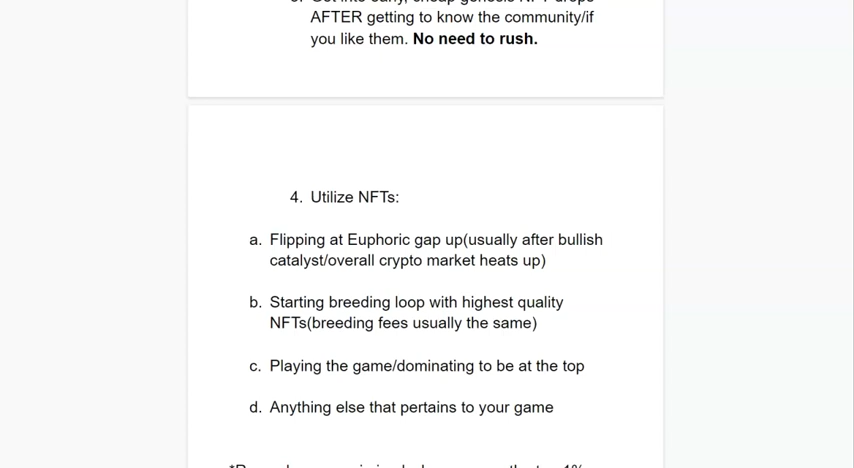 AFTER getting to know the community/if
you like them. No need to rush.
4. Utilize NFTs:
a. Flipping at Euphoric gap up(usually after bullish
catalyst/overall crypto market heats up)
b. Starting breeding loop with highest quality
NFTs(breeding fees usually the same)
c. Playing the game/dominating to be at the top
d. Anything else that pertains to your game